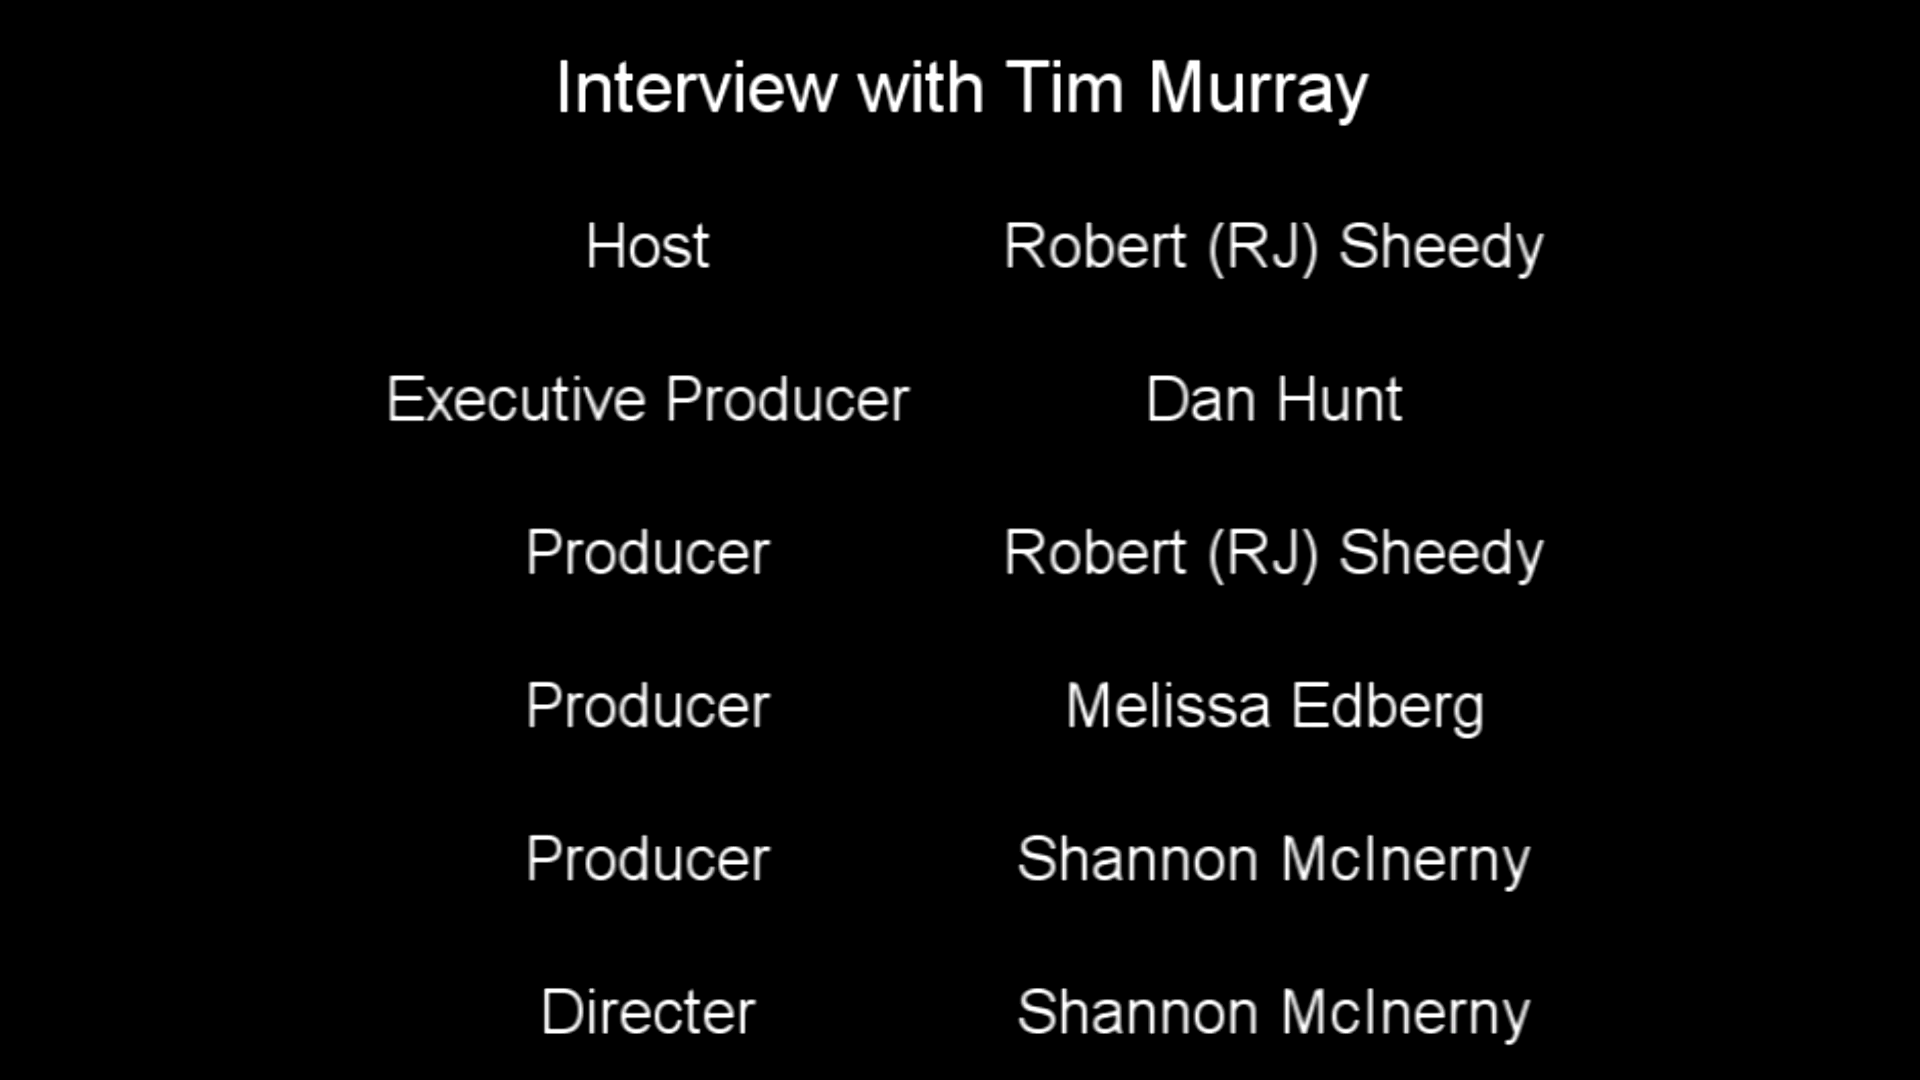 Interview with Tim Murray
Host Robert (RJ) Sheedy
Executive Producer Dan Hunt
Producer Robert (RJ) Sheedy
Producer Melissa Edberg
Producer Shannon McInerny
Directer Shannon McInerny